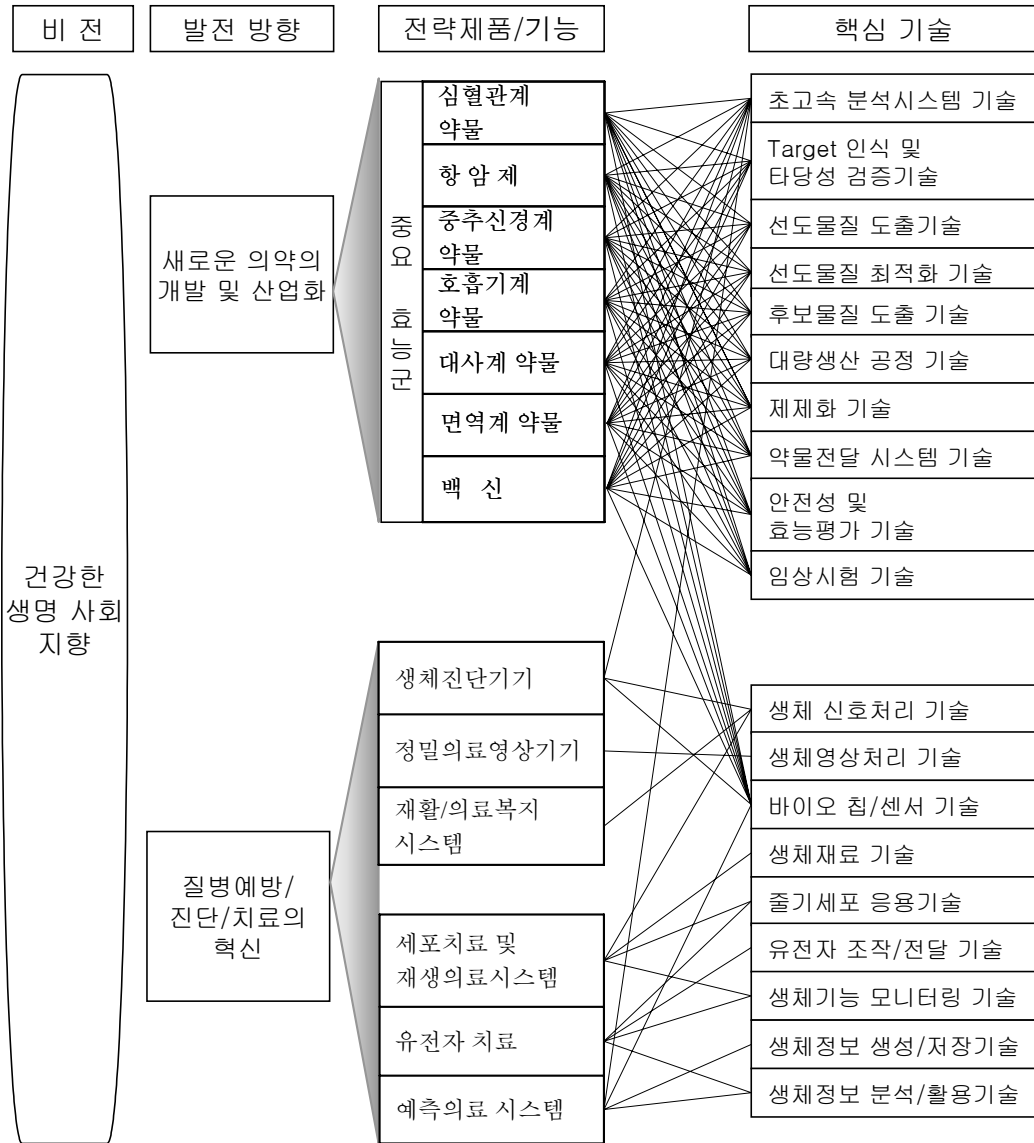 비 전
발전 방향
전략제품/기능
핵심 기술
건강한
생명 사회
지향
새로운 의약의
개발 및 산업화
중요 효능군
심혈관계
약물
항 암 제
중추신경계
약물
호흡기계
약물
대사계 약물
면역계 약물
백 신
초고속 분석시스템 기술
Target 인식 및
타당성 검증기술
선도물질 도출기술
선도물질 최적화 기술
후보물질 도출 기술
대량생산 공정 기술
제제화 기술
약물전달 시스템 기술
안전성 및
효능평가 기술
임상시험 기술
질병예방/
진단/치료의
혁신
생체진단기기
정밀의료영상기기
재활/의료복지
시스템
세포치료 및
재생의료시스템
유전자 치료
예측의료 시스템
생체 신호처리 기술
생체영상처리 기술
바이오 칩/센서 기술
생체재료 기술
줄기세포 응용기술
유전자 조작/전달 기술
생체기능 모니터링 기술
생체정보 생성/저장기술
생체정보 분석/활용기술